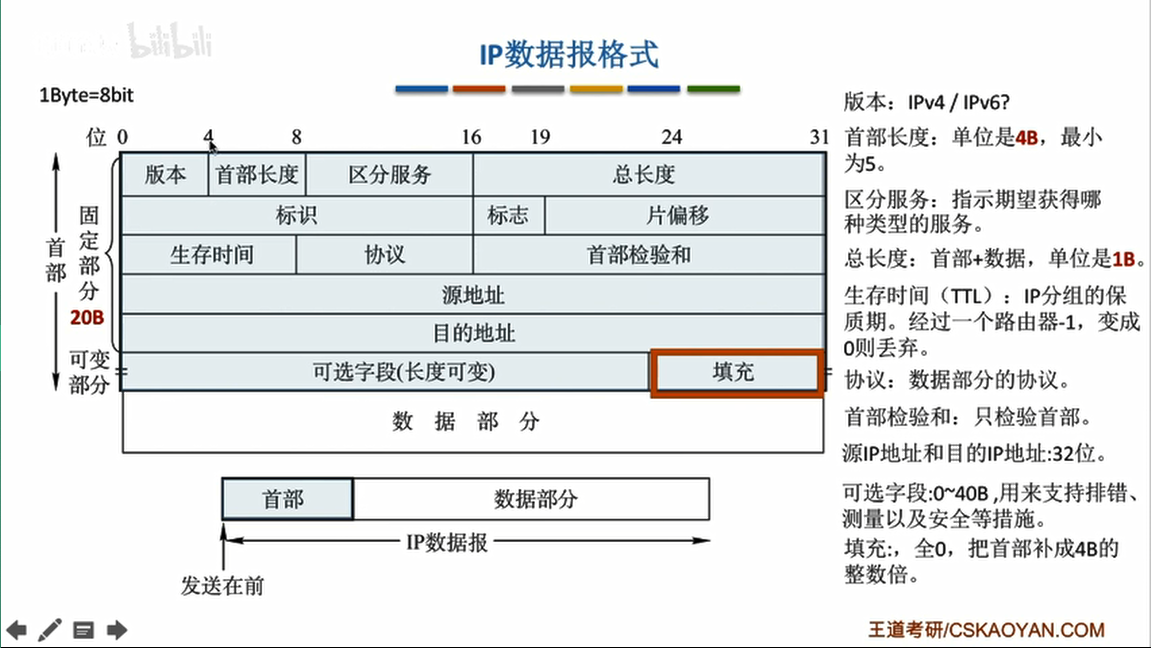 bilibili
IP数据报格式
1Byte=8bit
位 0 4 8 16 19 24 31
版本 首部长度 区分服务 总长度
标识 标志 片偏移
生存时间 协议 首部检验和
源地址
目的地址
可选字段(长度可变) 填充
数据部分
首部
固定部分
20B
可变
部分
首部 数据部分
IP数据报
发送在前
版本：IPv4 / IPv6?
首部长度：单位是4B，最小
为5。
区分服务：指示期望获得哪
种类型的服务。
总长度：首部+数据，单位是1B。
生存时间（TTL）：IP分组的保
质期。经过一个路由器-1，变成
0则丢弃。
协议：数据部分的协议。
首部检验和：只检验首部。
源IP地址和目的IP地址:32位。
可选字段:0~40B ,用来支持排错、
测量以及安全等措施。
填充:，全0，把首部补成4B的
整数倍。
王道考研/CSKAOYAN.COM